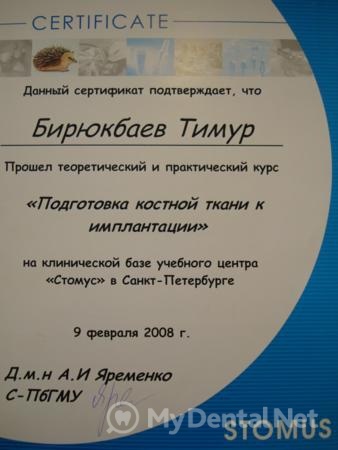 CERTIFICATE
Данный сертификат подтверждает, что
Бирюкбаев Тимур
Прошел теоретический и практический курс
«Подготовка костной ткани к
имплантации»
на клинической базе учебного центра
«Стомус» в Санкт-Петербурге
9 февраля 2008 г.
Д.м.н А.И Яременко
С-ПбГМУ
MyDental.Net
STOMUS